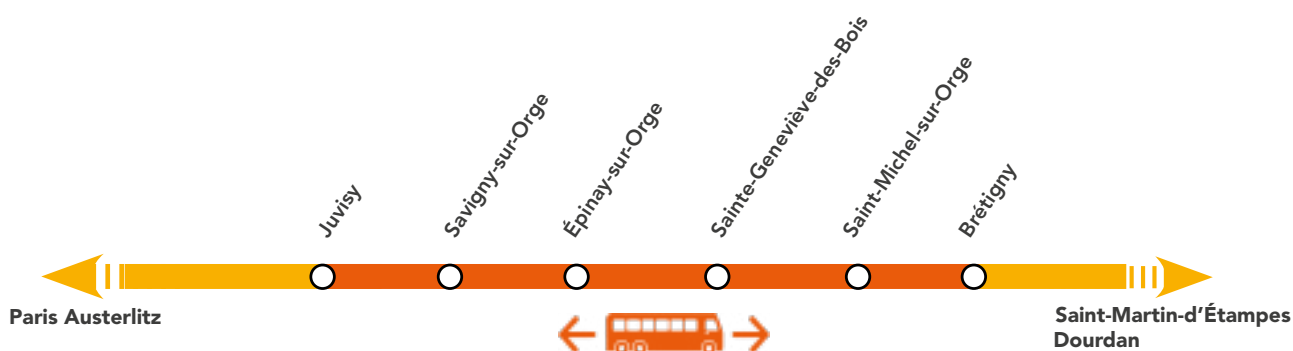 Juvisy
Savigny-sur-Orge
Épinay-sur-Orge
Sainte-Geneviève-des-Bois
Saint-Michel-sur-Orge
Brétigny
Paris Austerlitz
Saint-Martin-d'Étampes
Dourdan